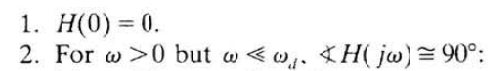 1. H(0) = 0.
2. For ω >0 but ω ≪ ω_d, ∢H(jω) ≅ 90°: